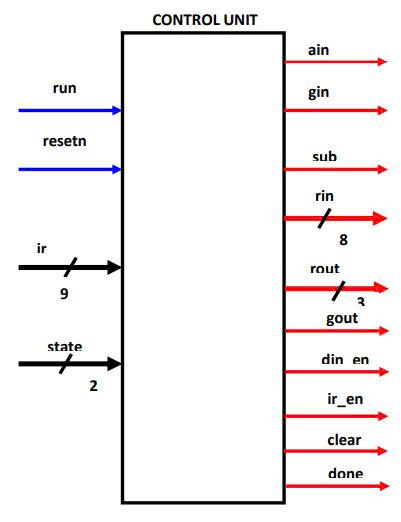 CONTROL UNIT
run
resetn
ir
9
state
2
ain
gin
sub
rin
8
rout
3
gout
din_en
ir_en
clear
done